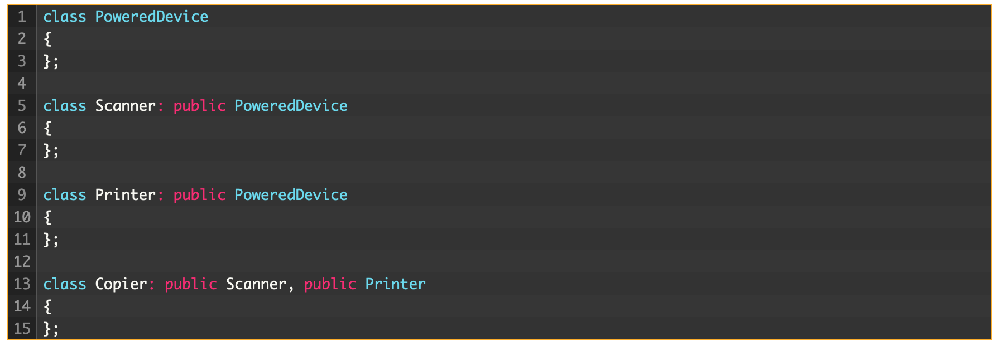 1 class PoweredDevice
2 {
3 };
4
5 class Scanner: public PoweredDevice
6 {
7 };
8
9 class Printer: public PoweredDevice
10 {
11 };
12
13 class Copier: public Scanner, public Printer
14 {
15 };